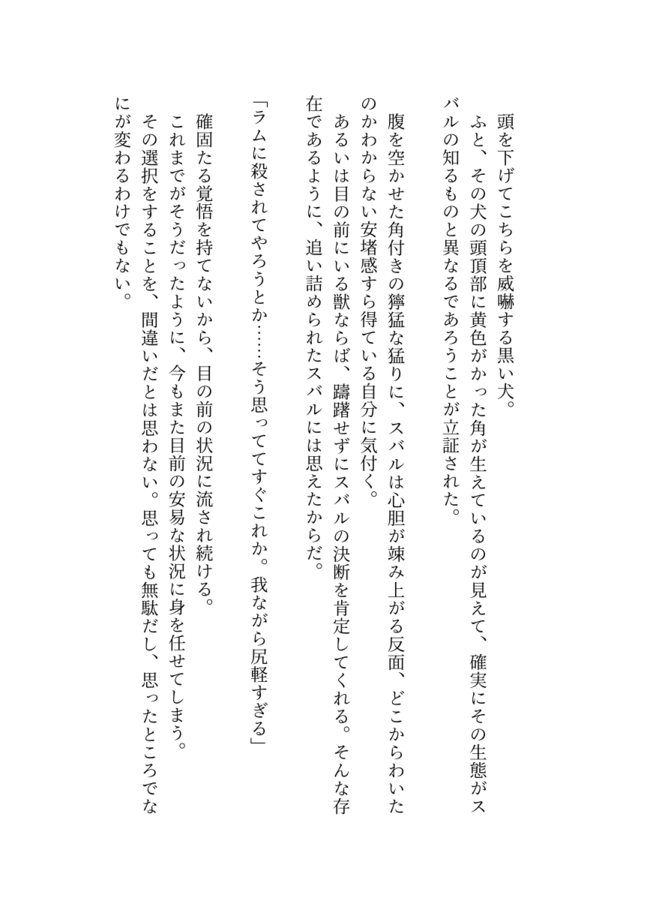 頭を下げてこちらを威嚇する黒い犬。
ふと、その犬の頭頂部に黄色がかった角が生えているのが見えて、確実にその生態がス
バルの知るものと異なるであろうことが立証された。
腹を空かせた角付きの獰猛な猛りに、スバルは心胆が竦み上がる反面、どこからわいた
のかわからない安堵感すら得ている自分に気付く。
あるいは目の前にいる獣ならば、躊躇せずにスバルの決断を肯定してくれる。そんな存
在であるように、追い詰められたスバルには思えたからだ。
「ラムに殺されてやろうとか……そう思っててすぐこれか。我ながら尻軽すぎる」
確固たる覚悟を持てないから、目の前の状況に流され続ける。
これまでがそうだったように、今もまた目前の安易な状況に身を任せてしまう。
その選択をすることを、間違いだとは思わない。思っても無駄だし、思ったところでな
にが変わるわけでもない。